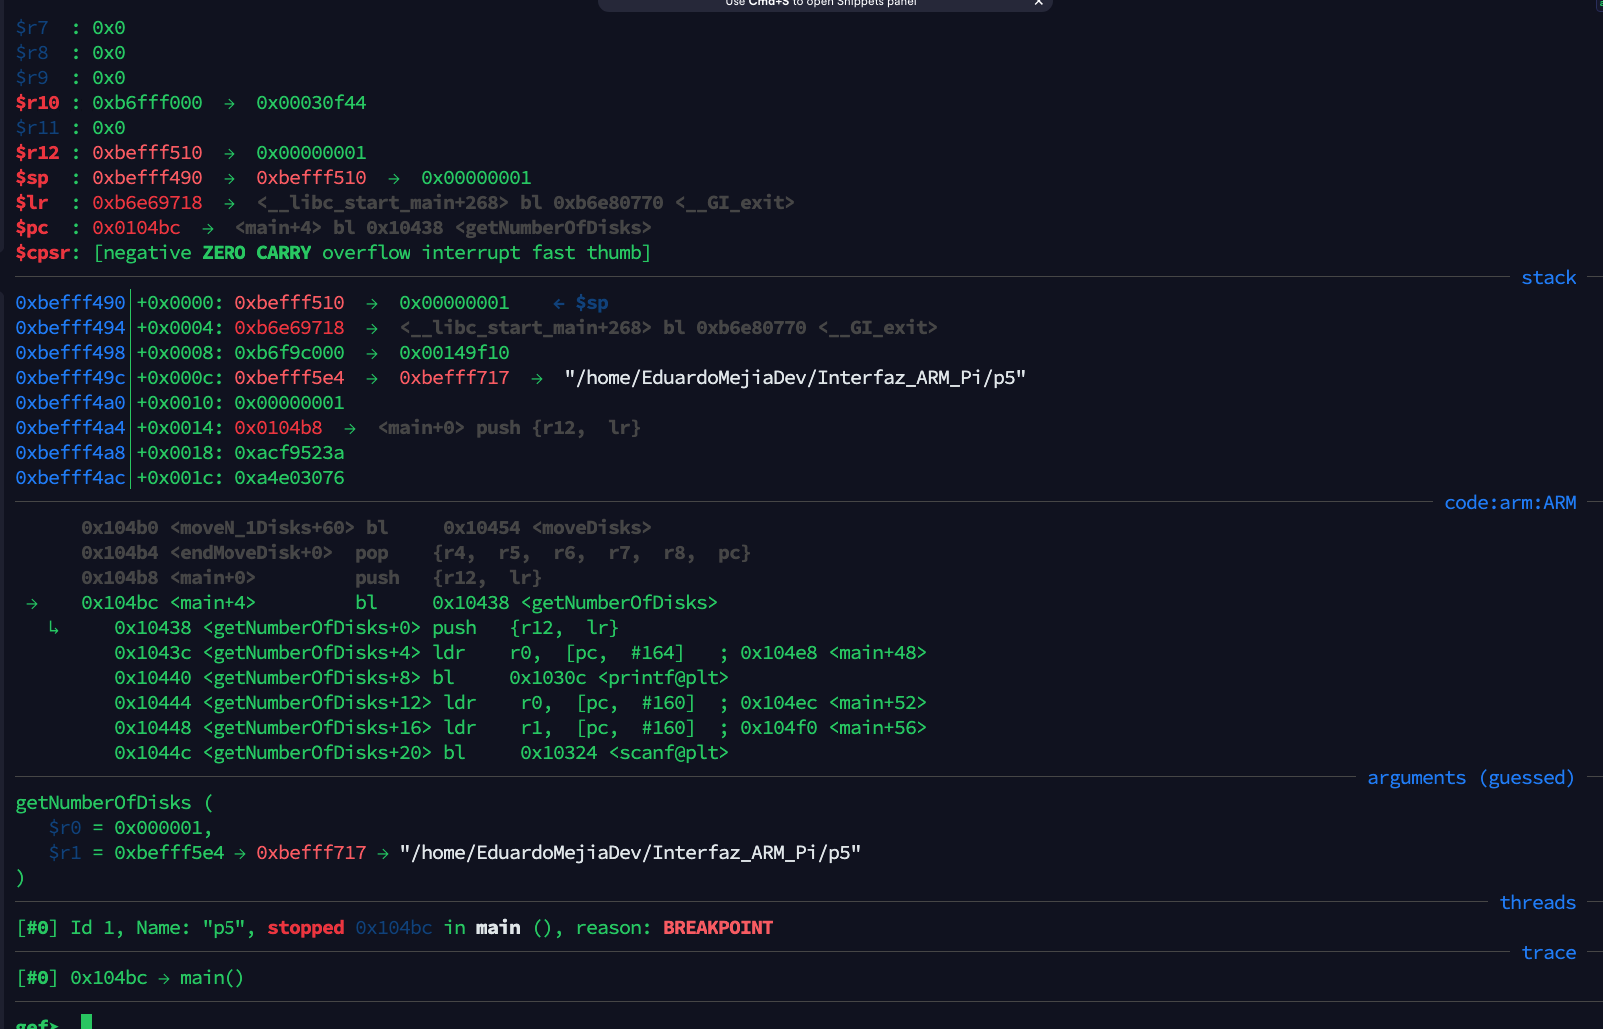 Use Cmd+S to open Snippets panel ×
$r7  : 0x0
$r8  : 0x0
$r9  : 0x0
$r10 : 0xb6fff000  →  0x00030f44
$r11 : 0x0
$r12 : 0xbefff510  →  0x00000001
$sp  : 0xbefff490  →  0xbefff510  →  0x00000001
$lr  : 0xb6e69718  →  <__libc_start_main+268> bl 0xb6e80770 <__GI_exit>
$pc  : 0x0104bc  →  <main+4> bl 0x10438 <getNumberOfDisks>
$cpsr: [negative ZERO CARRY overflow interrupt fast thumb]
stack
0xbefff490│+0x0000: 0xbefff510  →  0x00000001    ← $sp
0xbefff494│+0x0004: 0xb6e69718  →  <__libc_start_main+268> bl 0xb6e80770 <__GI_exit>
0xbefff498│+0x0008: 0xb6f9c000  →  0x00149f10
0xbefff49c│+0x000c: 0xbefff5e4  →  0xbefff717  →  "/home/EduardoMejiaDev/Interfaz_ARM_Pi/p5"
0xbefff4a0│+0x0010: 0x00000001
0xbefff4a4│+0x0014: 0x0104b8  →  <main+0> push {r12,  lr}
0xbefff4a8│+0x0018: 0xacf9523a
0xbefff4ac│+0x001c: 0xa4e03076
code:arm:ARM
0x104b0 <moveN_1Disks+60> bl     0x10454 <moveDisks>
0x104b4 <endMoveDisk+0>  pop    {r4,  r5,  r6,  r7,  r8,  pc}
0x104b8 <main+0>         push   {r12,  lr}
→    0x104bc <main+4>         bl     0x10438 <getNumberOfDisks>
↳     0x10438 <getNumberOfDisks+0> push   {r12,  lr}
0x1043c <getNumberOfDisks+4> ldr    r0,  [pc,  #164]   ; 0x104e8 <main+48>
0x10440 <getNumberOfDisks+8> bl     0x1030c <printf@plt>
0x10444 <getNumberOfDisks+12> ldr    r0,  [pc,  #160]  ; 0x104ec <main+52>
0x10448 <getNumberOfDisks+16> ldr    r1,  [pc,  #160]  ; 0x104f0 <main+56>
0x1044c <getNumberOfDisks+20> bl     0x10324 <scanf@plt>
arguments (guessed)
getNumberOfDisks (
$r0 = 0x000001,
$r1 = 0xbefff5e4 → 0xbefff717 → "/home/EduardoMejiaDev/Interfaz_ARM_Pi/p5"
)
threads
[#0] Id 1, Name: "p5", stopped 0x104bc in main (), reason: BREAKPOINT
trace
[#0] 0x104bc → main()
gef➤